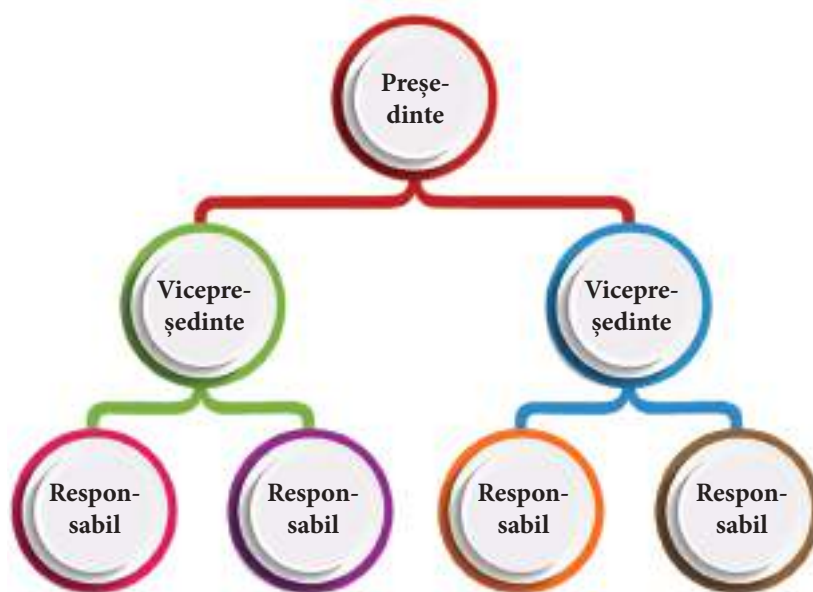 Preșe-
dinte
Vicepre-
ședinte
Vicepre-
ședinte
Respon-
sabil
Respon-
sabil
Respon-
sabil
Respon-
sabil